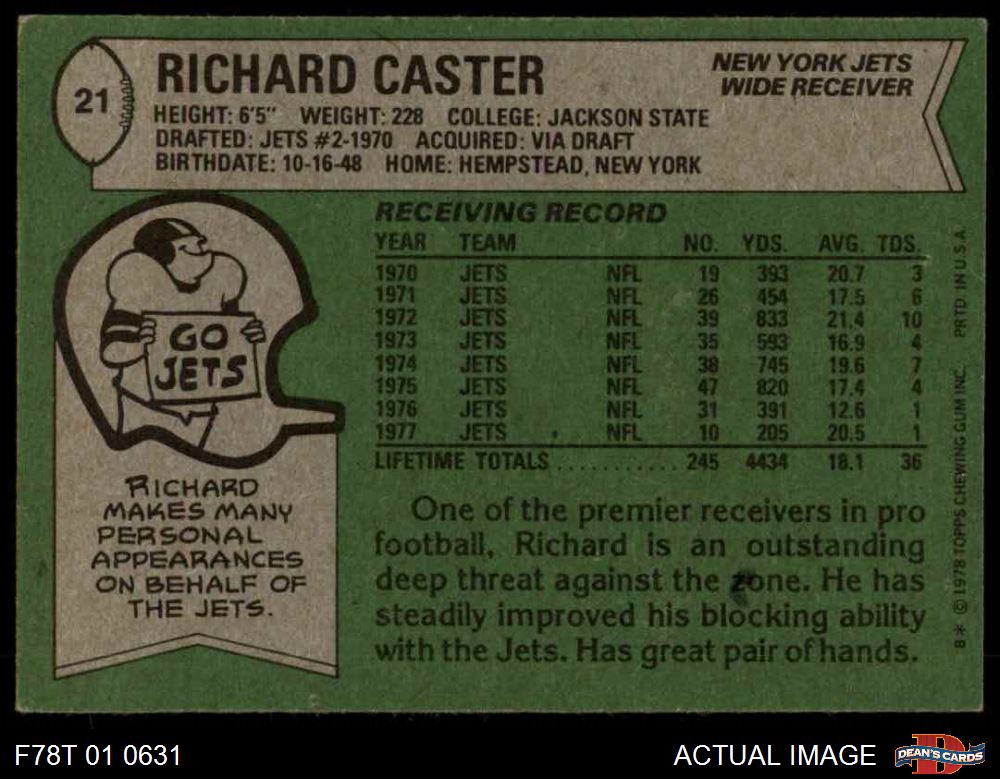 21
RICHARD CASTER
NEW YORK JETS
WIDE RECEIVER
HEIGHT: 6'5" WEIGHT: 228 COLLEGE: JACKSON STATE
DRAFTED: JETS #2-1970 ACQUIRED: VIA DRAFT
BIRTHDATE: 10-16-48 HOME: HEMPSTEAD, NEW YORK
GO
JETS
RICHARD
MAKES MANY
PERSONAL
APPEARANCES
ON BEHALF OF
THE JETS.
RECEIVING RECORD
YEAR TEAM NO. YDS. AVG. TDS.
1970 JETS NFL 19 393 20.7 3
1971 JETS NFL 26 454 17.5 6
1972 JETS NFL 39 833 21.4 10
1973 JETS NFL 35 593 16.9 4
1974 JETS NFL 38 745 19.6 7
1975 JETS NFL 47 820 17.4 4
1976 JETS NFL 31 391 12.6 1
1977 JETS NFL 10 205 20.5 1
LIFETIME TOTALS ........... 245 4434 18.1 36
One of the premier receivers in pro
football, Richard is an outstanding
deep threat against the zone. He has
steadily improved his blocking ability
with the Jets. Has great pair of hands.
B* © 1978 TOPPS CHEWING GUM INC. PRTD. IN U.S.A.
F78T 01 0631
ACTUAL IMAGE
D
DEAN'S CARDS